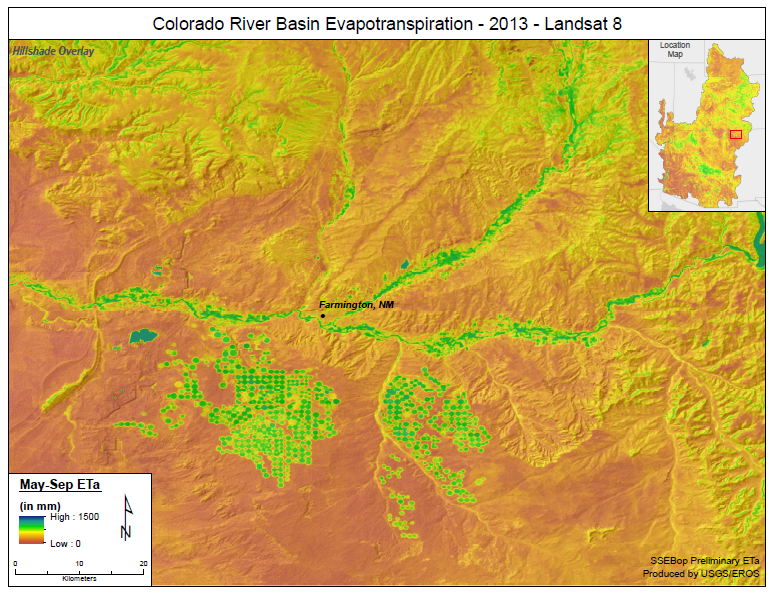 Colorado River Basin Evapotranspiration - 2013 - Landsat 8
Hillshade Overlay
Location
Map
Farmington, NM
May-Sep ETa
(in mm)
High : 1500
Low : 0
N
0 10 20
Kilometers
SSEBop Preliminary ETa
Produced by USGS/EROS